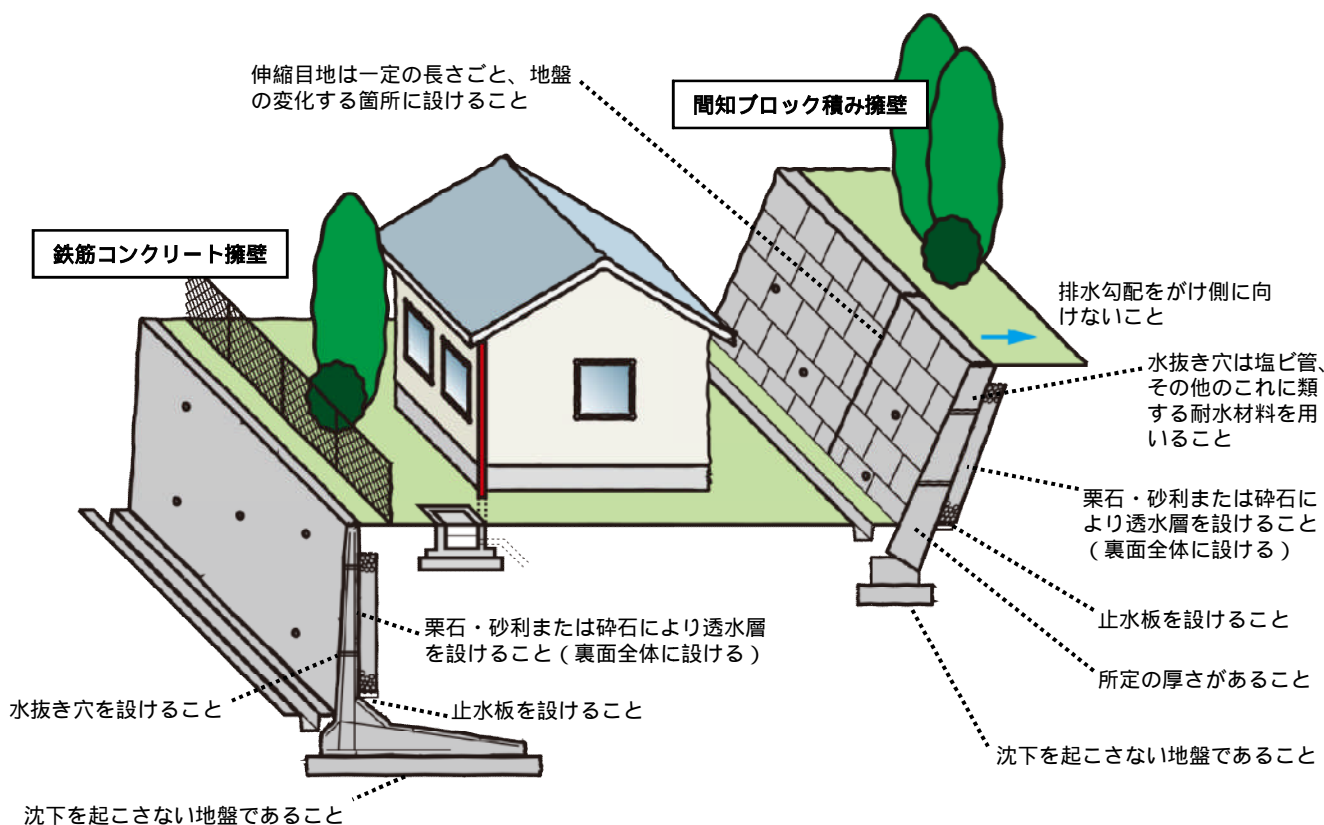 伸縮目地は一定の長さごと、地盤
の変化する箇所に設けること
間知ブロック積み擁壁
鉄筋コンクリート擁壁
排水勾配をがけ側に向
けないこと
水抜き穴は塩ビ管、
その他のこれに類
する耐水材料を用
いること
栗石・砂利または砕石に
より透水層を設けること
（裏面全体に設ける）
止水板を設けること
所定の厚さがあること
沈下を起こさない地盤であること
栗石・砂利または砕石により透水層
を設けること（裏面全体に設ける）
水抜き穴を設けること
止水板を設けること
沈下を起こさない地盤であること